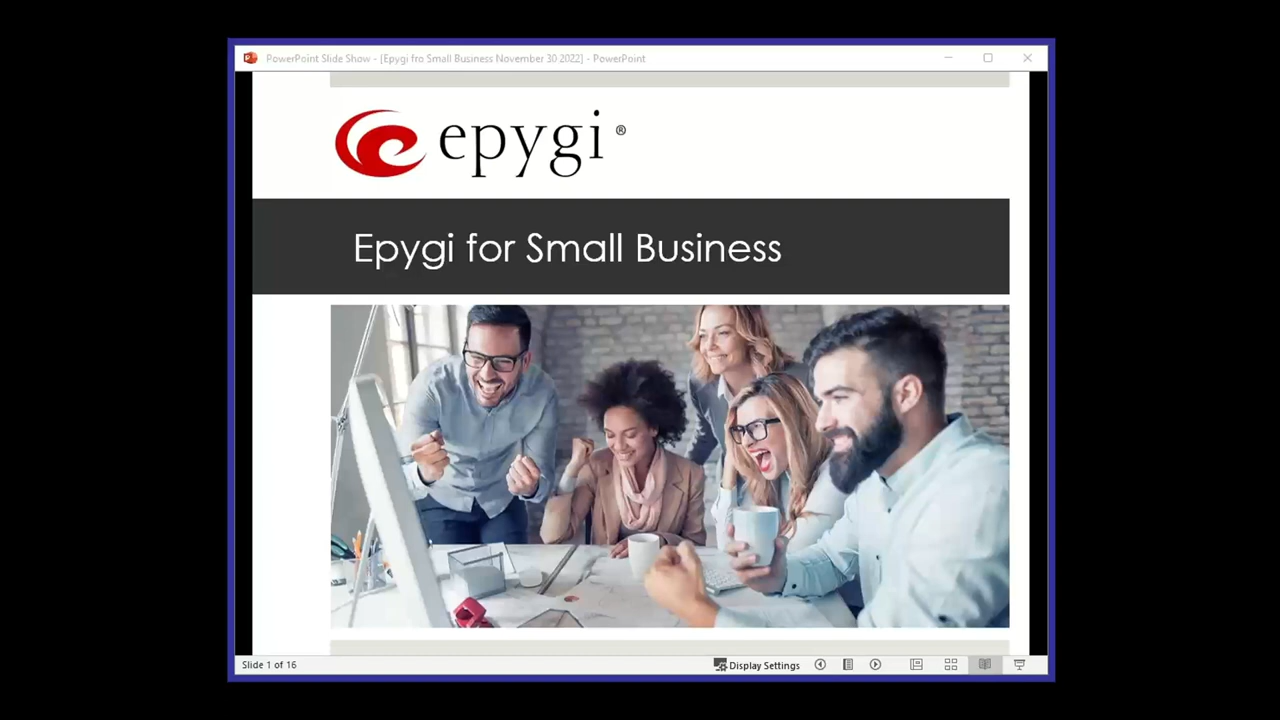 PowerPoint Slide Show - [Epygi fro Small Business November 30 2022] - PowerPoint
epygi ®
Epygi for Small Business
Slide 1 of 16
Display Settings